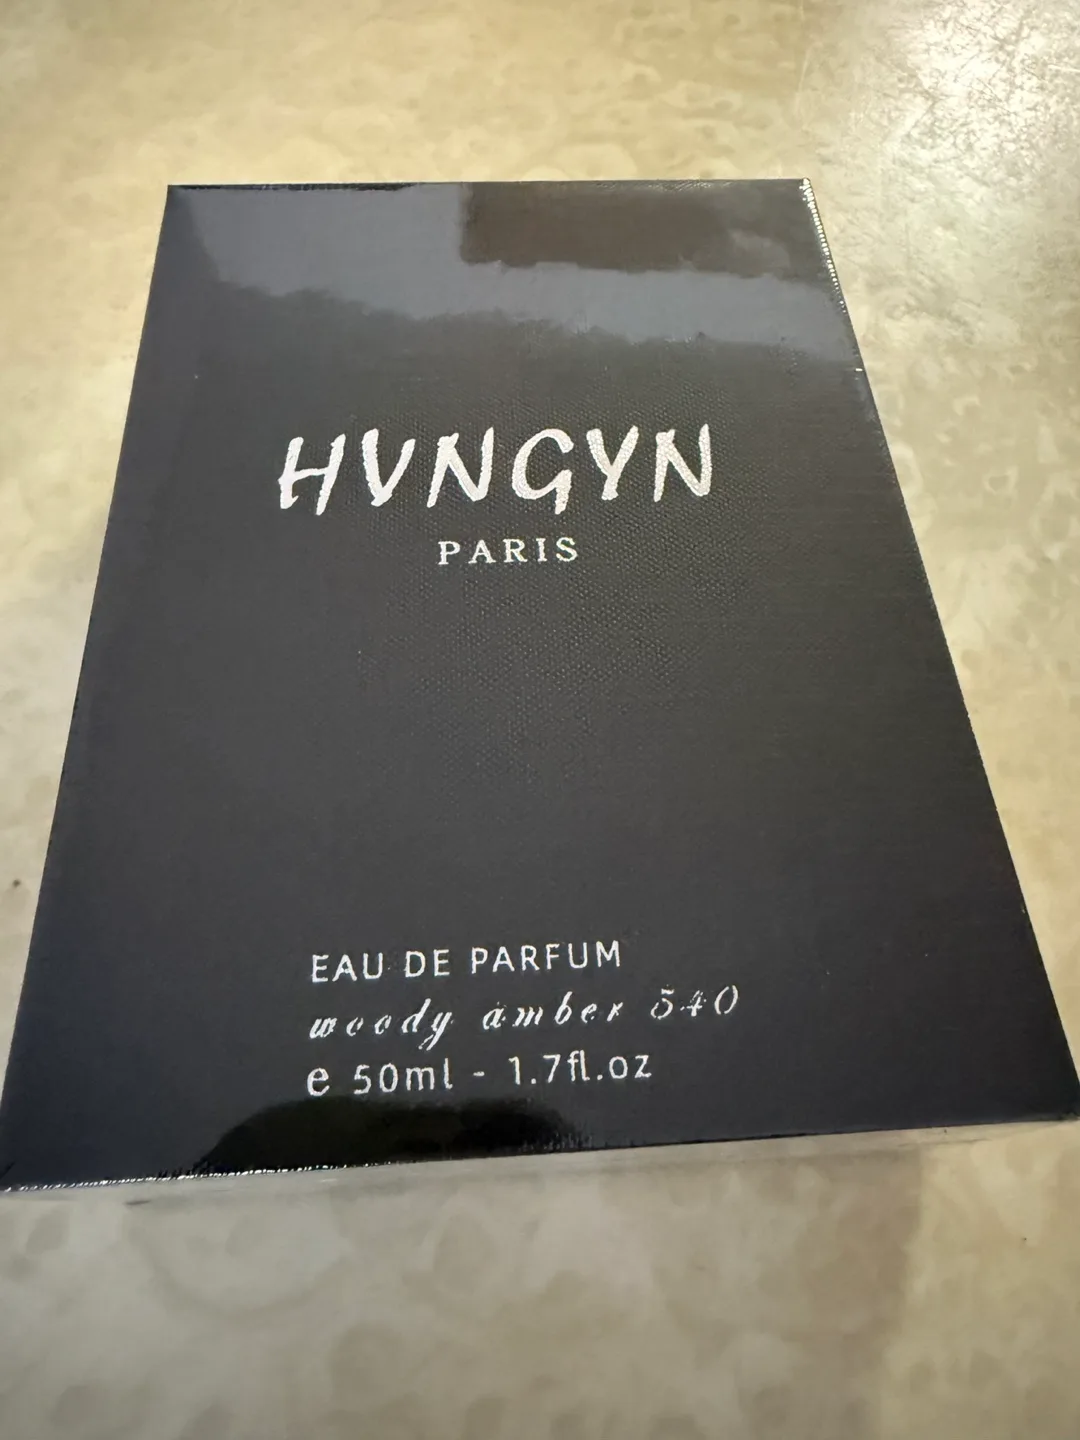 HVNGYN
PARIS
EAU DE PARFUM
woody amber 540
e 50ml - 1.7fl.oz